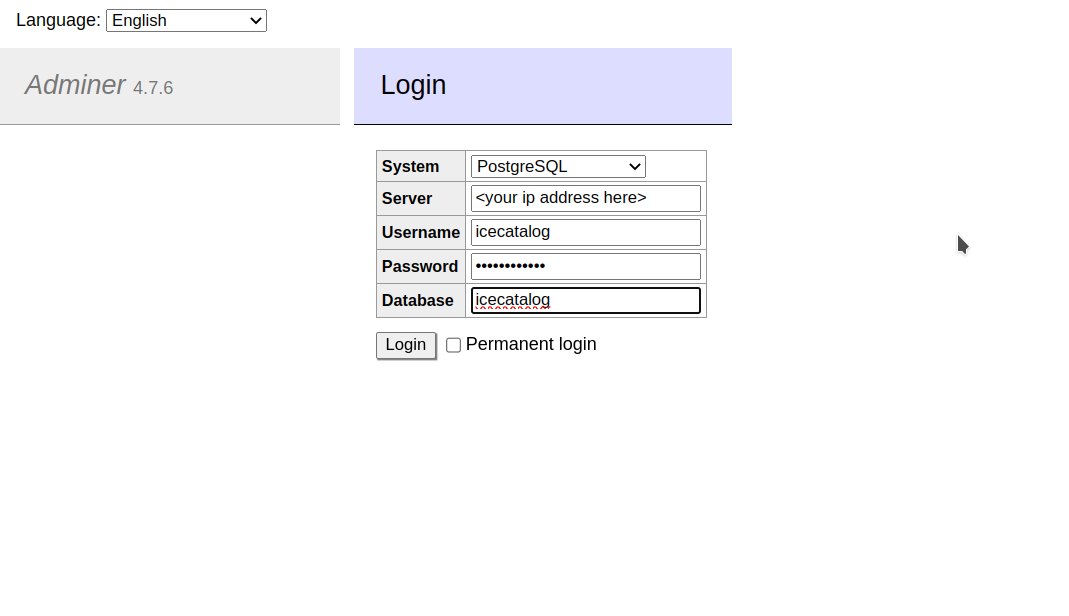 Language: English
Adminer 4.7.6
Login
System PostgreSQL
Server <your ip address here>
Username icecatalog
Password ••••••••••••
Database icecatalog
Login Permanent login